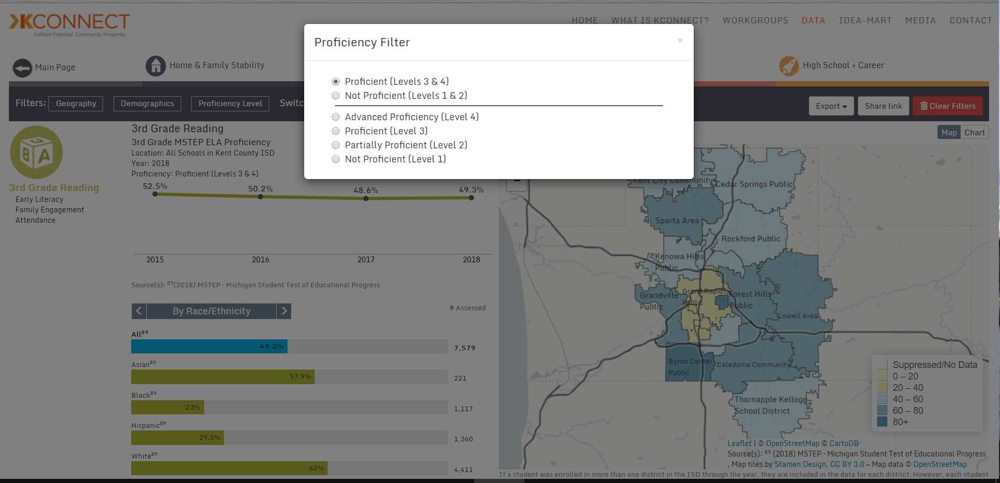 KCONNECT
Fulfilled Potential. Community Prosperity.
HOME WHAT IS KCONNECT? WORKGROUPS DATA IDEA-MART MEDIA CONTACT
Proficiency Filter ×
Main Page
Home & Family Stability
High School + Career
Proficient (Levels 3 & 4)
Not Proficient (Levels 1 & 2)
Advanced Proficiency (Level 4)
Proficient (Level 3)
Partially Proficient (Level 2)
Not Proficient (Level 1)
Filters: Geography Demographics Proficiency Level Switc
Export Share link Clear Filters
Map Chart
B G A
3rd Grade Reading
Early Literacy
Family Engagement
Attendance
3rd Grade Reading
3rd Grade MSTEP ELA Proficiency
Location: All Schools in Kent County ISD
Year: 2018
Proficiency: Proficient (Levels 3 & 4)
52.5% 50.2% 48.6% 49.3%
2015 2016 2017 2018
Source(s): 89(2018) MSTEP - Michigan Student Test of Educational Progress
< By Race/Ethnicity >
# Assessed
All89
49.3% 7,579
Asian89
57.9% 221
Black89
23% 1,117
Hispanic89
29.3% 1,360
White89
62% 4,411
−
Kent City Community
Cedar Springs Public
Sparta Area
Rockford Public
Kenowa Hills
Public
Grand Rapids
Public
Grandville
Public
Forest Hills
Public
Lowell Area
Byron Center
Public
Caledonia Community
Thornapple Kellogg
School District
Suppressed/No Data
0 – 20
20 – 40
40 – 60
60 – 80
80+
Leaflet | © OpenStreetMap © CartoDB
Source(s): 89 (2018) MSTEP - Michigan Student Test of Educational Progress
, Map tiles by Stamen Design, CC BY 3.0 — Map data © OpenStreetMap
If a student was enrolled in more than one district in the ISD through the year, they are included in the data for each district. However, each student